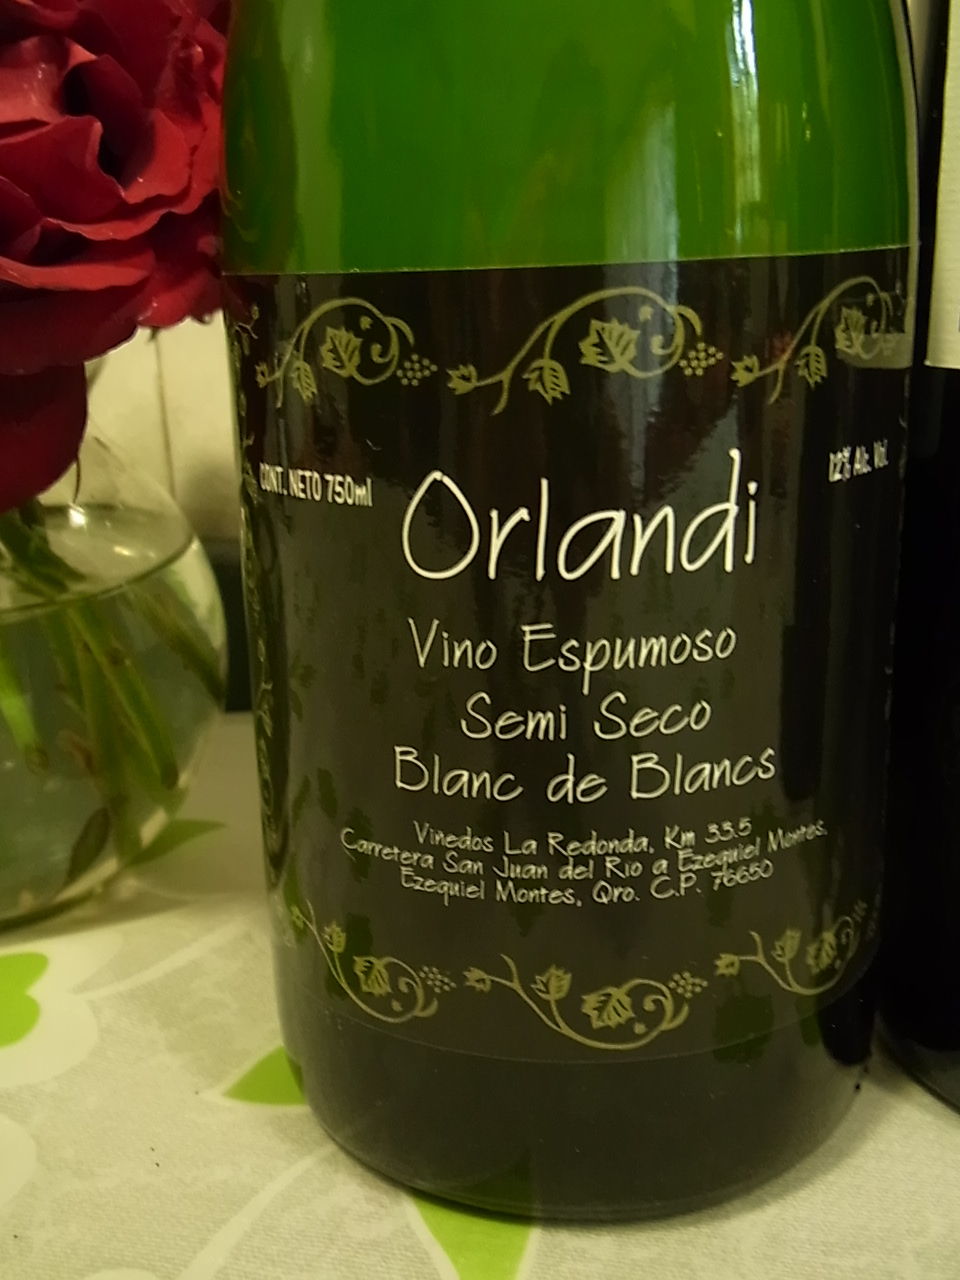 CONT. NETO 750ml
12% Alc. Vol.
Orlandi
Vino Espumoso
Semi Seco
Blanc de Blancs
Vinedos La Redonda, Km 33.5
Carretera San Juan del Rio a Ezequiel Montes,
Ezequiel Montes, Qro. C.P. 76650